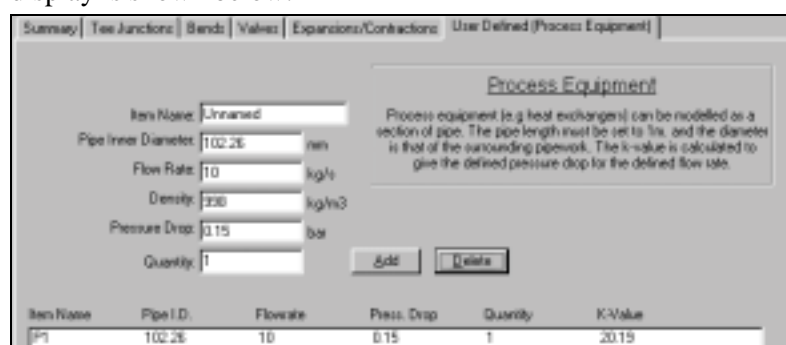 display is shown below.
Summary Tee Junctions Bends Valves Expansions/Contractions User Defined (Process Equipment)
Process Equipment
Process equipment (e.g heat exchangers) can be modelled as a
section of pipe. The pipe length must be set to 1m, and the diameter
is that of the surrounding pipework. The k-value is calculated to
give the defined pressure drop for the defined flow rate.
Item Name: Unnamed
Pipe Inner Diameter: 102.26 mm
Flow Rate: 10 kg/s
Density: 998 kg/m3
Pressure Drop: 0.15 bar
Quantity: 1
Add Delete
Item Name Pipe I.D. Flowrate Press. Drop Quantity K-Value
P1 102.26 10 0.15 1 20.19